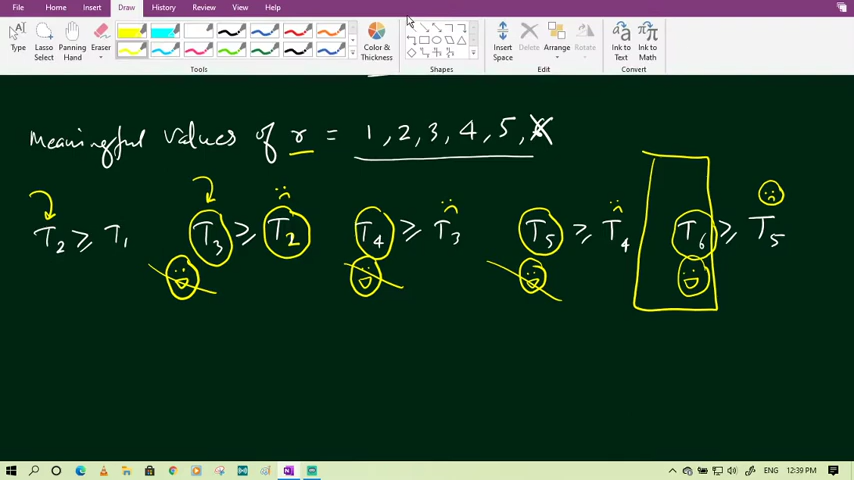 File Home Insert Draw History Review View Help
Type Lasso Select Panning Hand Eraser Color & Thickness Insert Space Arrange Rotate Ink to Text Ink to Math
Tools Shapes Edit Convert
Meaningful values of r = 1, 2, 3, 4, 5, 6
T2 ≥ T1 T3 ≥ T2 T4 ≥ T3 T5 ≥ T4 T6 ≥ T5
ENG 12:39 PM